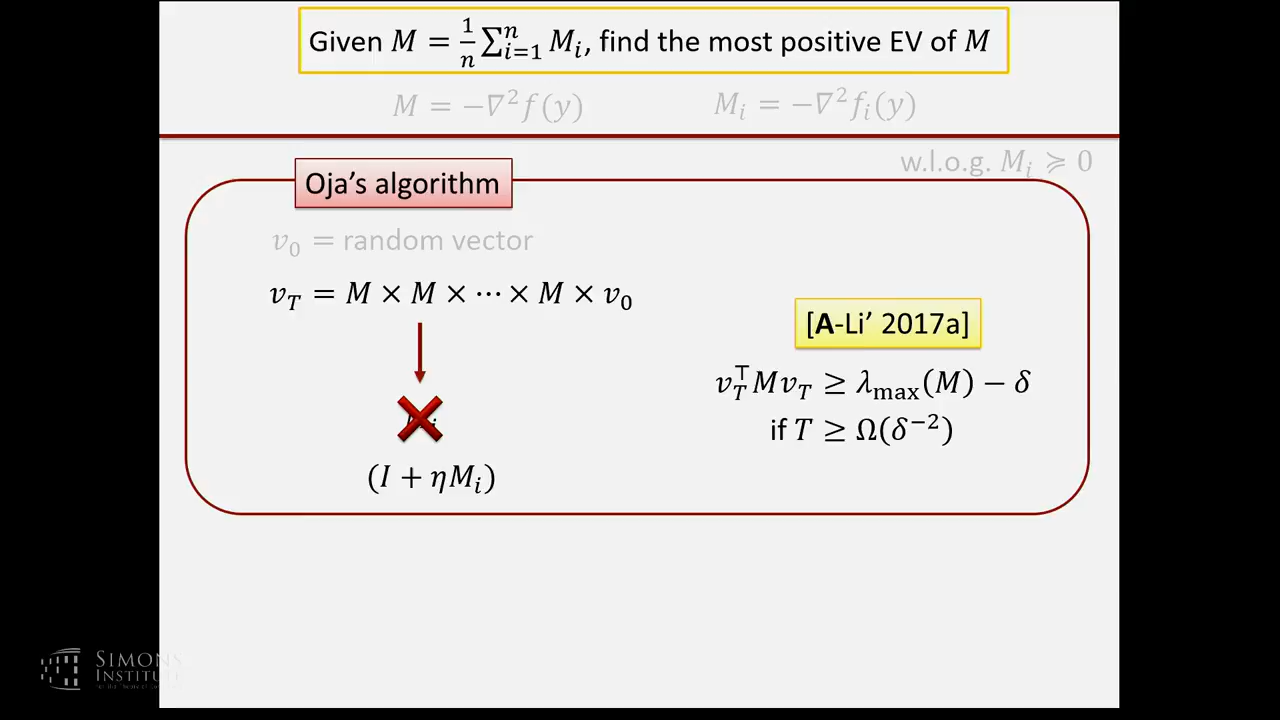 Given M = 1/n ∑ⁿᵢ₌₁ Mᵢ, find the most positive EV of M
M = −∇²f(y)
Mᵢ = −∇²fᵢ(y)
w.l.o.g. Mᵢ ≽ 0
Oja's algorithm
v₀ = random vector
v_T = M × M × ⋯ × M × v₀
[A-Li' 2017a]
v_T^⊤ M v_T ≥ λ_max(M) − δ
if T ≥ Ω(δ⁻²)
(I + ηMᵢ)
SIMONS
INSTITUTE